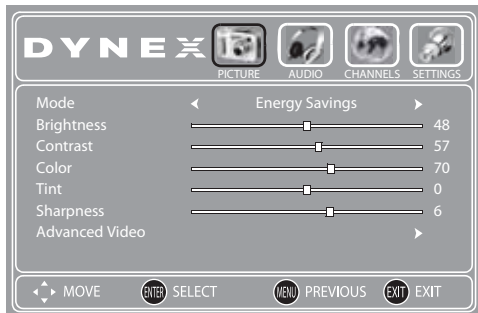 DYNEX
PICTURE AUDIO CHANNELS SETTINGS
Mode Energy Savings
Brightness 48
Contrast 57
Color 70
Tint 0
Sharpness 6
Advanced Video
MOVE ENTER SELECT MENU PREVIOUS EXIT EXIT